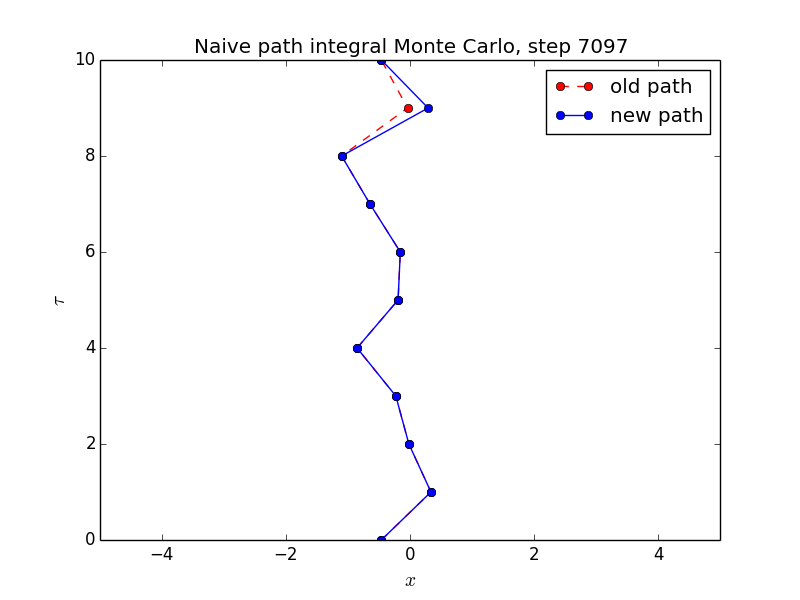 Naive path integral Monte Carlo, step 7097
old path
new path
10
8
6
4
2
0
τ
−4
−2
0
2
4
x